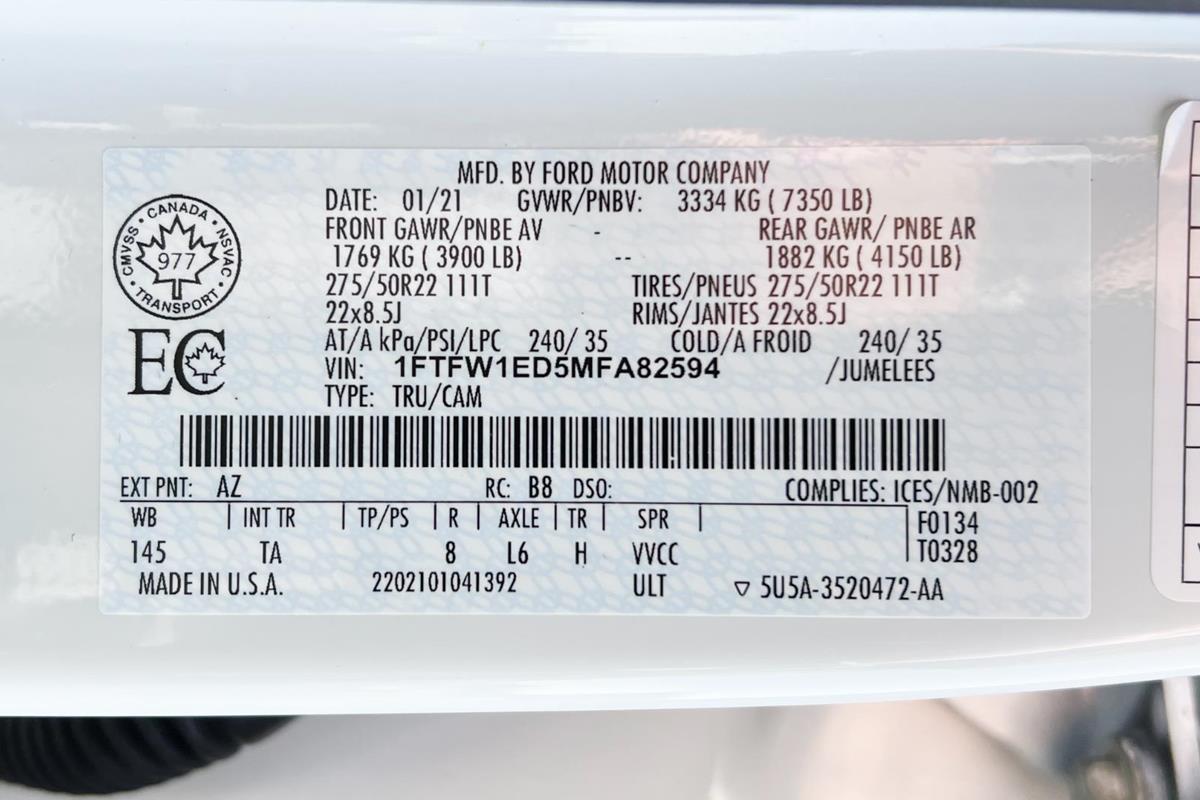 MFD. BY FORD MOTOR COMPANY
DATE: 01/21 GVWR/PNBV: 3334 KG ( 7350 LB)
FRONT GAWR/PNBE AV - REAR GAWR/ PNBE AR
1769 KG ( 3900 LB) -- 1882 KG ( 4150 LB)
275/50R22 111T TIRES/PNEUS 275/50R22 111T
22x8.5J RIMS/JANTES 22x8.5J
AT/A kPa/PSI/LPC 240/ 35 COLD/A FROID 240/ 35
VIN: 1FTFW1ED5MFA82594 /JUMELEES
TYPE: TRU/CAM
CANADA
CMVSS 977 NSVAC
TRANSPORT
EC
EXT PNT: AZ RC: B8 DSO: COMPLIES: ICES/NMB-002
WB | INT TR | TP/PS | R | AXLE | TR | SPR | F0134
145 TA 8 L6 H VVCC T0328
MADE IN U.S.A. 2202101041392 ULT ▽ 5U5A-3520472-AA